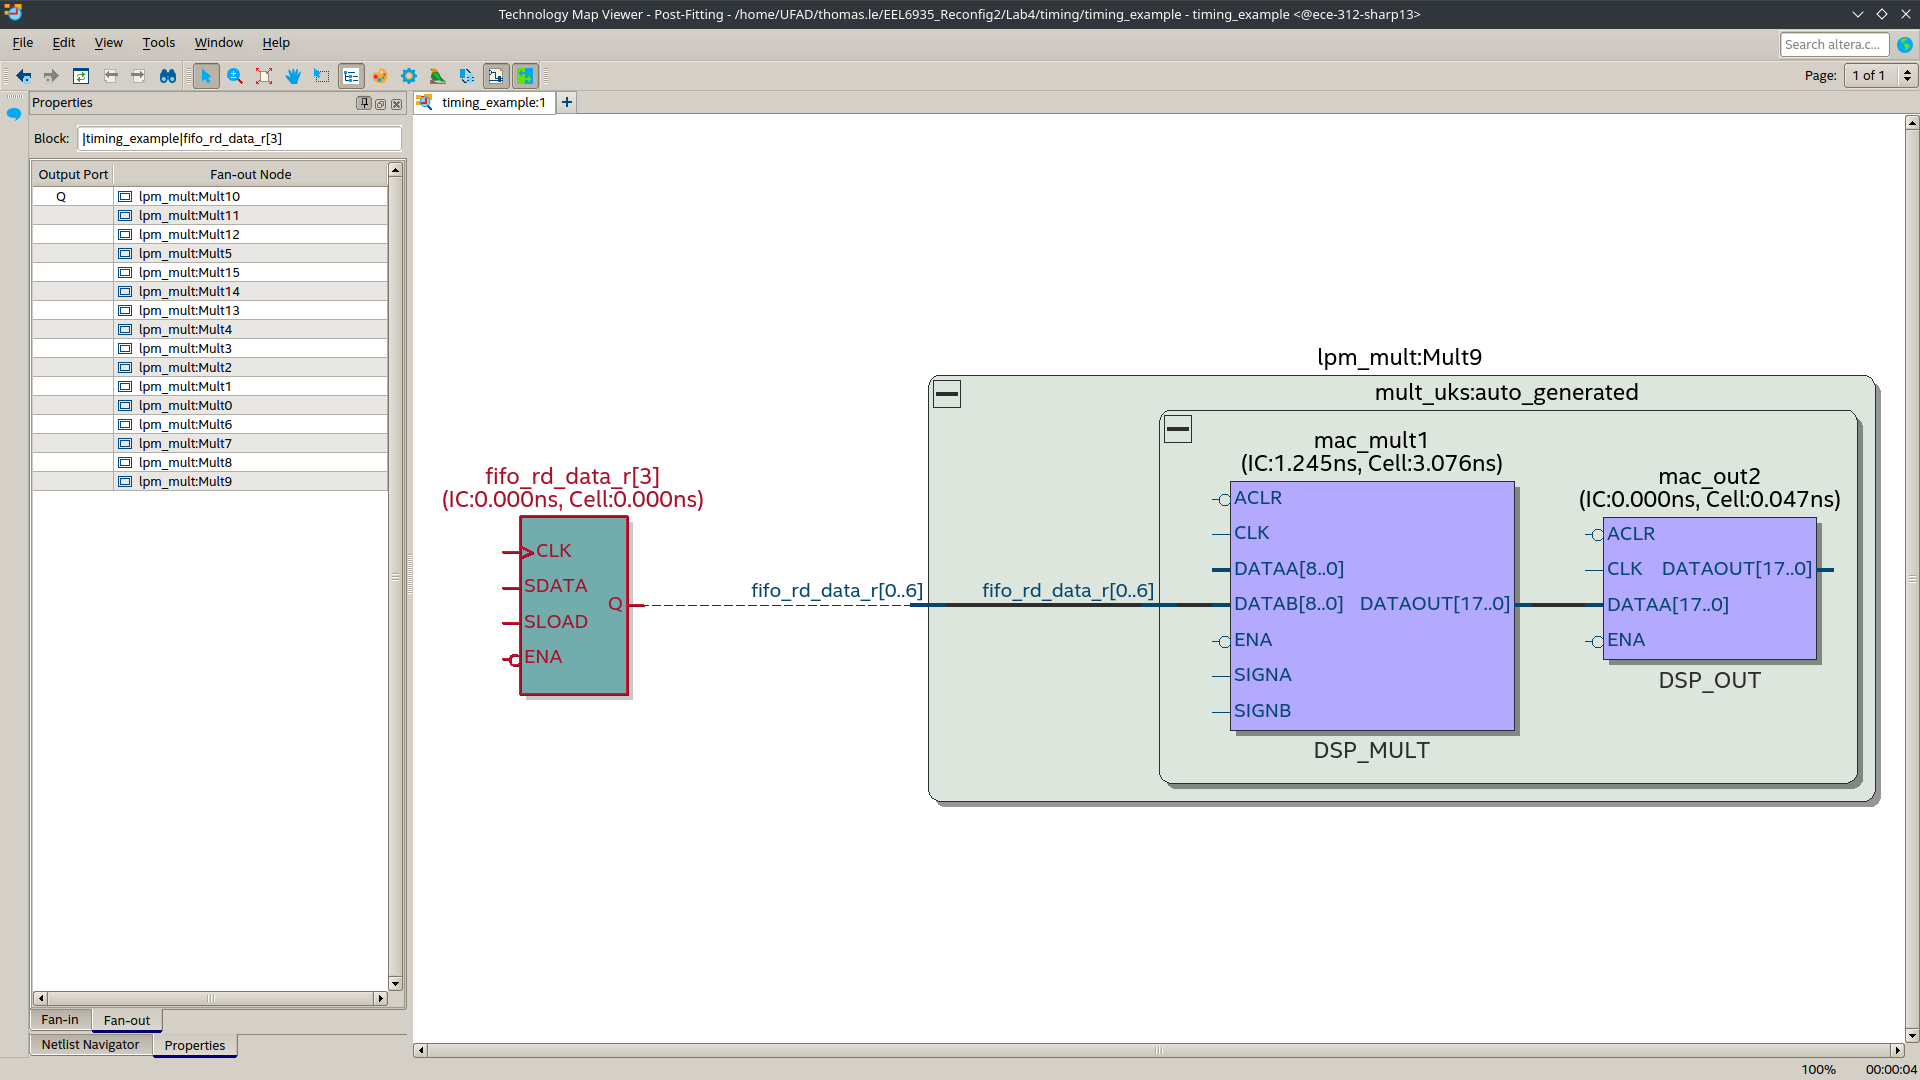 Technology Map Viewer - Post-Fitting - /home/UFAD/thomas.le/EEL6935_Reconfig2/Lab4/timing/timing_example - timing_example <@ece-312-sharp13>
File Edit View Tools Window Help
Search altera.c...
Page: 1 of 1
Properties
Block: |timing_example|fifo_rd_data_r[3]
Output Port Fan-out Node
Q lpm_mult:Mult10
lpm_mult:Mult11
lpm_mult:Mult12
lpm_mult:Mult5
lpm_mult:Mult15
lpm_mult:Mult14
lpm_mult:Mult13
lpm_mult:Mult4
lpm_mult:Mult3
lpm_mult:Mult2
lpm_mult:Mult1
lpm_mult:Mult0
lpm_mult:Mult6
lpm_mult:Mult7
lpm_mult:Mult8
lpm_mult:Mult9
Fan-in Fan-out
Netlist Navigator Properties
timing_example:1
fifo_rd_data_r[3]
(IC:0.000ns, Cell:0.000ns)
CLK
SDATA
Q
SLOAD
ENA
fifo_rd_data_r[0..6]
lpm_mult:Mult9
mult_uks:auto_generated
fifo_rd_data_r[0..6]
mac_mult1
(IC:1.245ns, Cell:3.076ns)
ACLR
CLK
DATAA[8..0]
DATAB[8..0] DATAOUT[17..0]
ENA
SIGNA
SIGNB
DSP_MULT
mac_out2
(IC:0.000ns, Cell:0.047ns)
ACLR
CLK DATAOUT[17..0]
DATAA[17..0]
ENA
DSP_OUT
100% 00:00:04